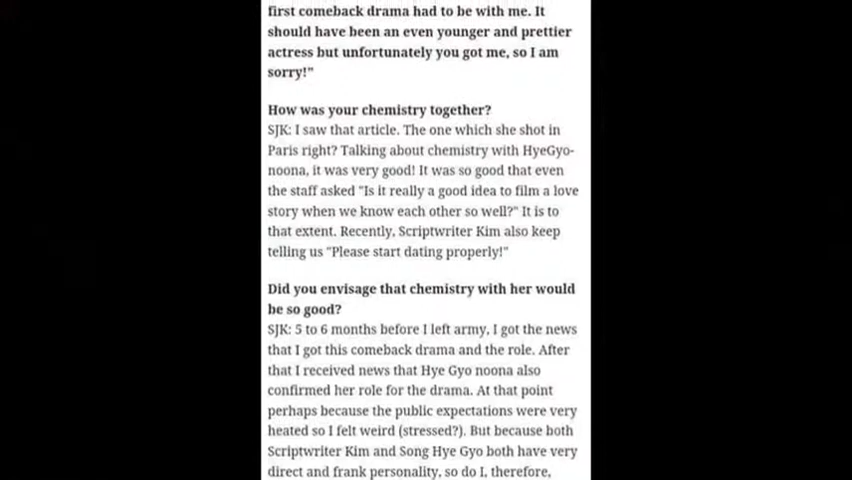 first comeback drama had to be with me. It
should have been an even younger and prettier
actress but unfortunately you got me, so I am
sorry!"
How was your chemistry together?
SJK: I saw that article. The one which she shot in
Paris right? Talking about chemistry with HyeGyo-
noona, it was very good! It was so good that even
the staff asked "Is it really a good idea to film a love
story when we know each other so well?" It is to
that extent. Recently, Scriptwriter Kim also keep
telling us "Please start dating properly!"
Did you envisage that chemistry with her would
be so good?
SJK: 5 to 6 months before I left army, I got the news
that I got this comeback drama and the role. After
that I received news that Hye Gyo noona also
confirmed her role for the drama. At that point
perhaps because the public expectations were very
heated so I felt weird (stressed?). But because both
Scriptwriter Kim and Song Hye Gyo both have very
direct and frank personality, so do I, therefore,